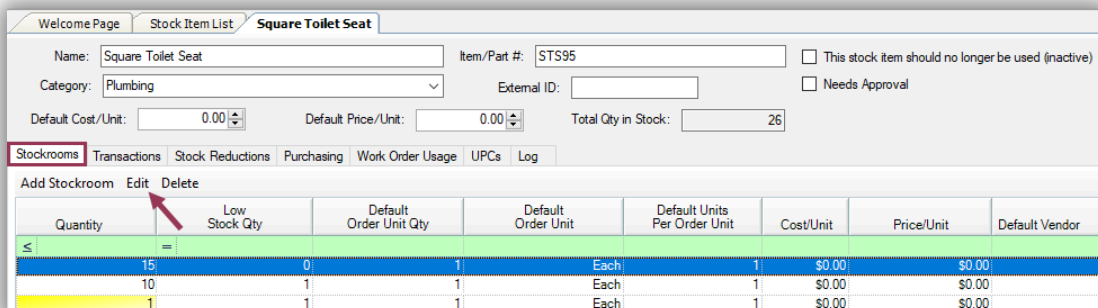 Welcome Page Stock Item List Square Toilet Seat
Name: Square Toilet Seat Item/Part #: STS95 This stock item should no longer be used (inactive)
Category: Plumbing External ID: Needs Approval
Default Cost/Unit: 0.00 Default Price/Unit: 0.00 Total Qty in Stock: 26
Stockrooms Transactions Stock Reductions Purchasing Work Order Usage UPCs Log
Add Stockroom Edit Delete
Quantity Low Stock Qty Default Order Unit Qty Default Order Unit Default Units Per Order Unit Cost/Unit Price/Unit Default Vendor
≤ =
15 0 1 Each 1 $0.00 $0.00
10 1 1 Each 1 $0.00 $0.00
1 1 1 Each 1 $0.00 $0.00